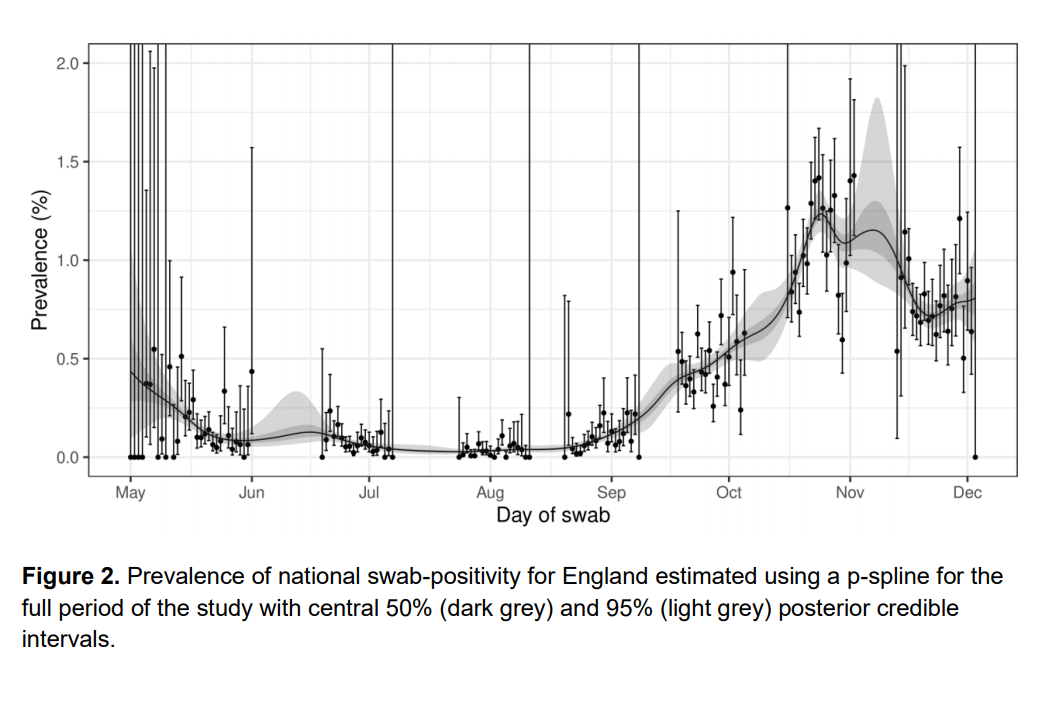 2.0
1.5
1.0
0.5
0.0
Prevalence (%)
May Jun Jul Aug Sep Oct Nov Dec
Day of swab
Figure 2. Prevalence of national swab-positivity for England estimated using a p-spline for the
full period of the study with central 50% (dark grey) and 95% (light grey) posterior credible
intervals.